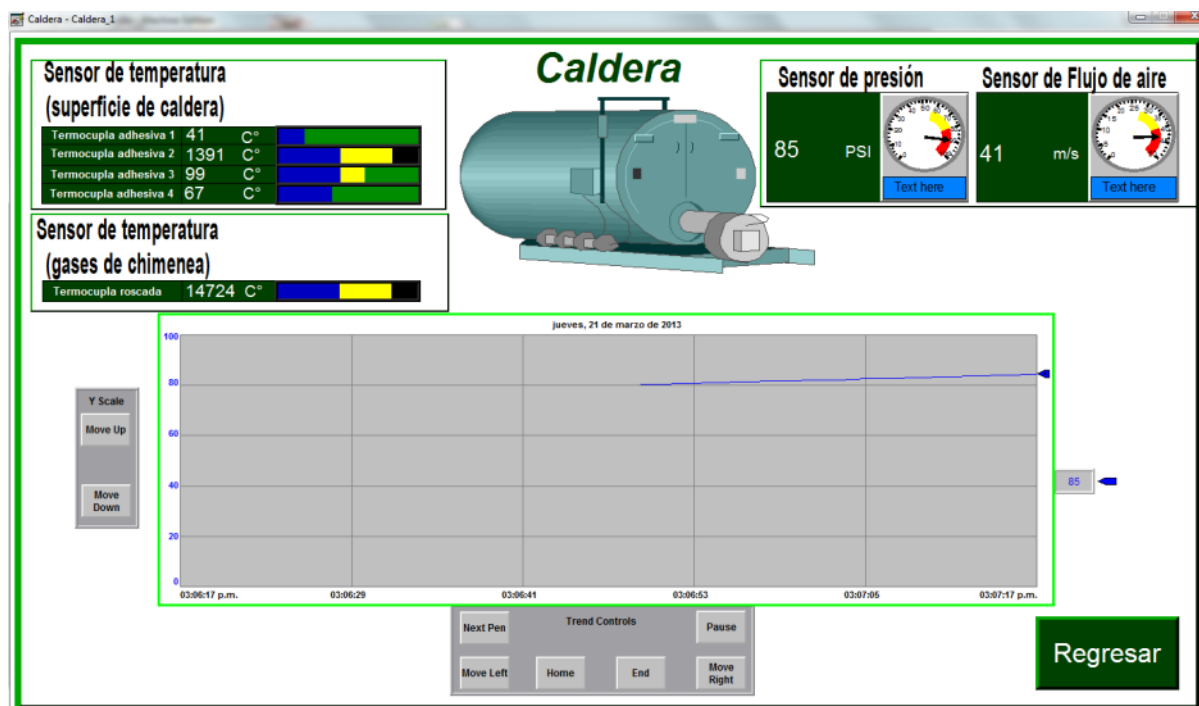 Caldera - Caldera_1
Caldera
Sensor de temperatura
(superficie de caldera)
Termocupla adhesiva 1 41 C°
Termocupla adhesiva 2 1391 C°
Termocupla adhesiva 3 99 C°
Termocupla adhesiva 4 67 C°
Sensor de temperatura
(gases de chimenea)
Termocupla roscada 14724 C°
Sensor de presión
85 PSI
Text here
Sensor de Flujo de aire
41 m/s
Text here
jueves, 21 de marzo de 2013
100
80
60
40
20
0
03:06:17 p.m. 03:06:29 03:06:41 03:06:53 03:07:05 03:07:17 p.m.
85
Y Scale
Move Up
Move
Down
Trend Controls
Next Pen
Pause
Move Left
Home
End
Move
Right
Regresar